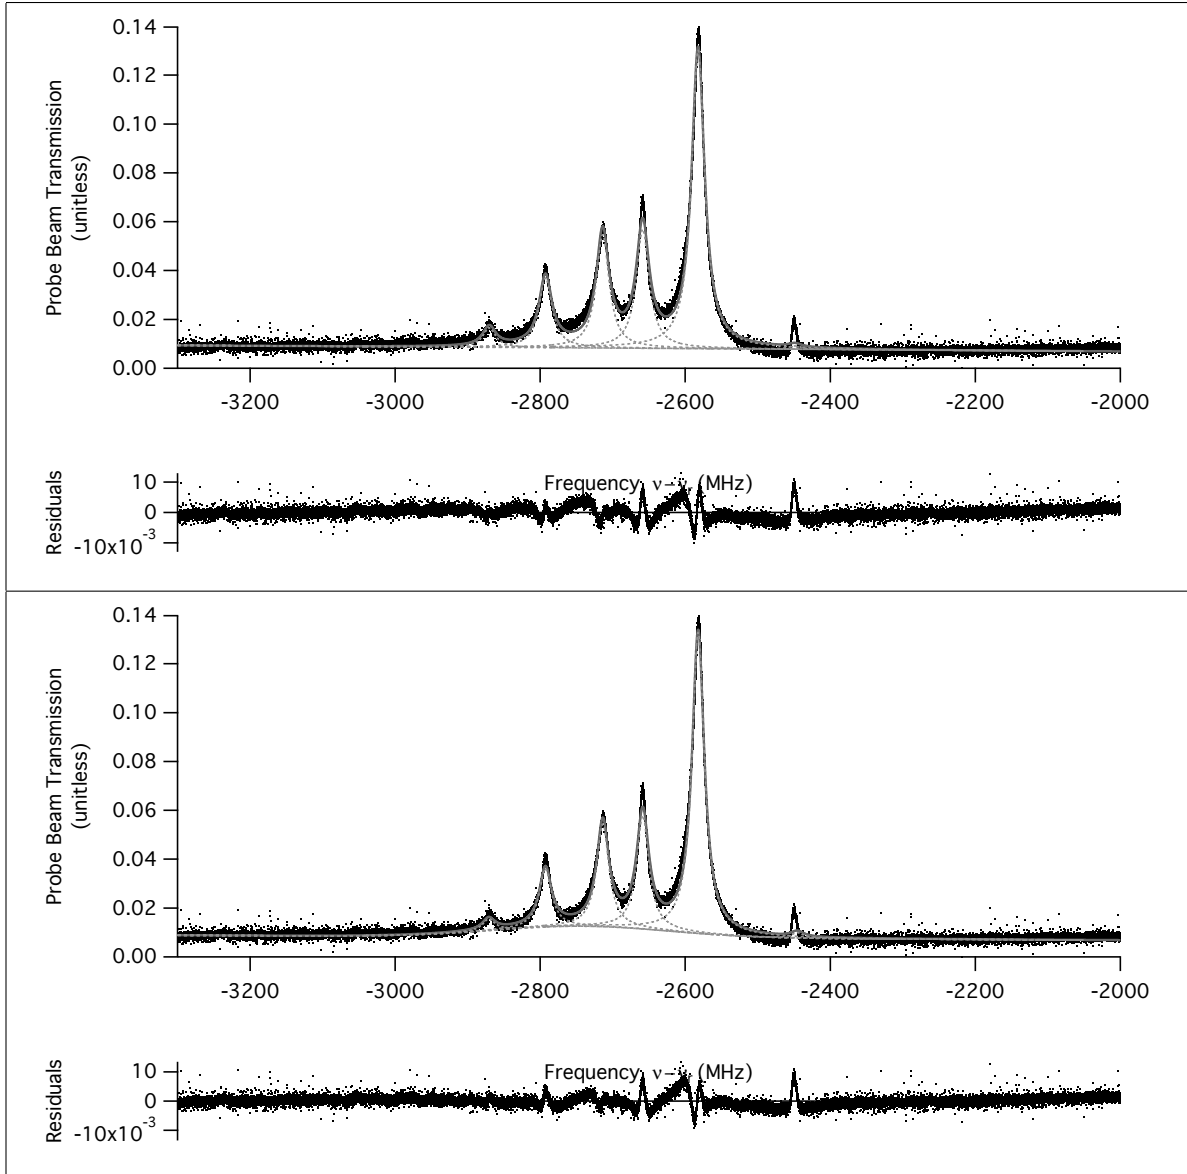 0.14
0.12
0.10
0.08
0.06
0.04
0.02
0.00
Probe Beam Transmission
(unitless)
-3200 -3000 -2800 -2600 -2400 -2200 -2000
10
0
-10x10-3
Residuals
Frequency ν– (MHz)
0.14
0.12
0.10
0.08
0.06
0.04
0.02
0.00
Probe Beam Transmission
(unitless)
-3200 -3000 -2800 -2600 -2400 -2200 -2000
10
0
-10x10-3
Residuals
Frequency ν– (MHz)